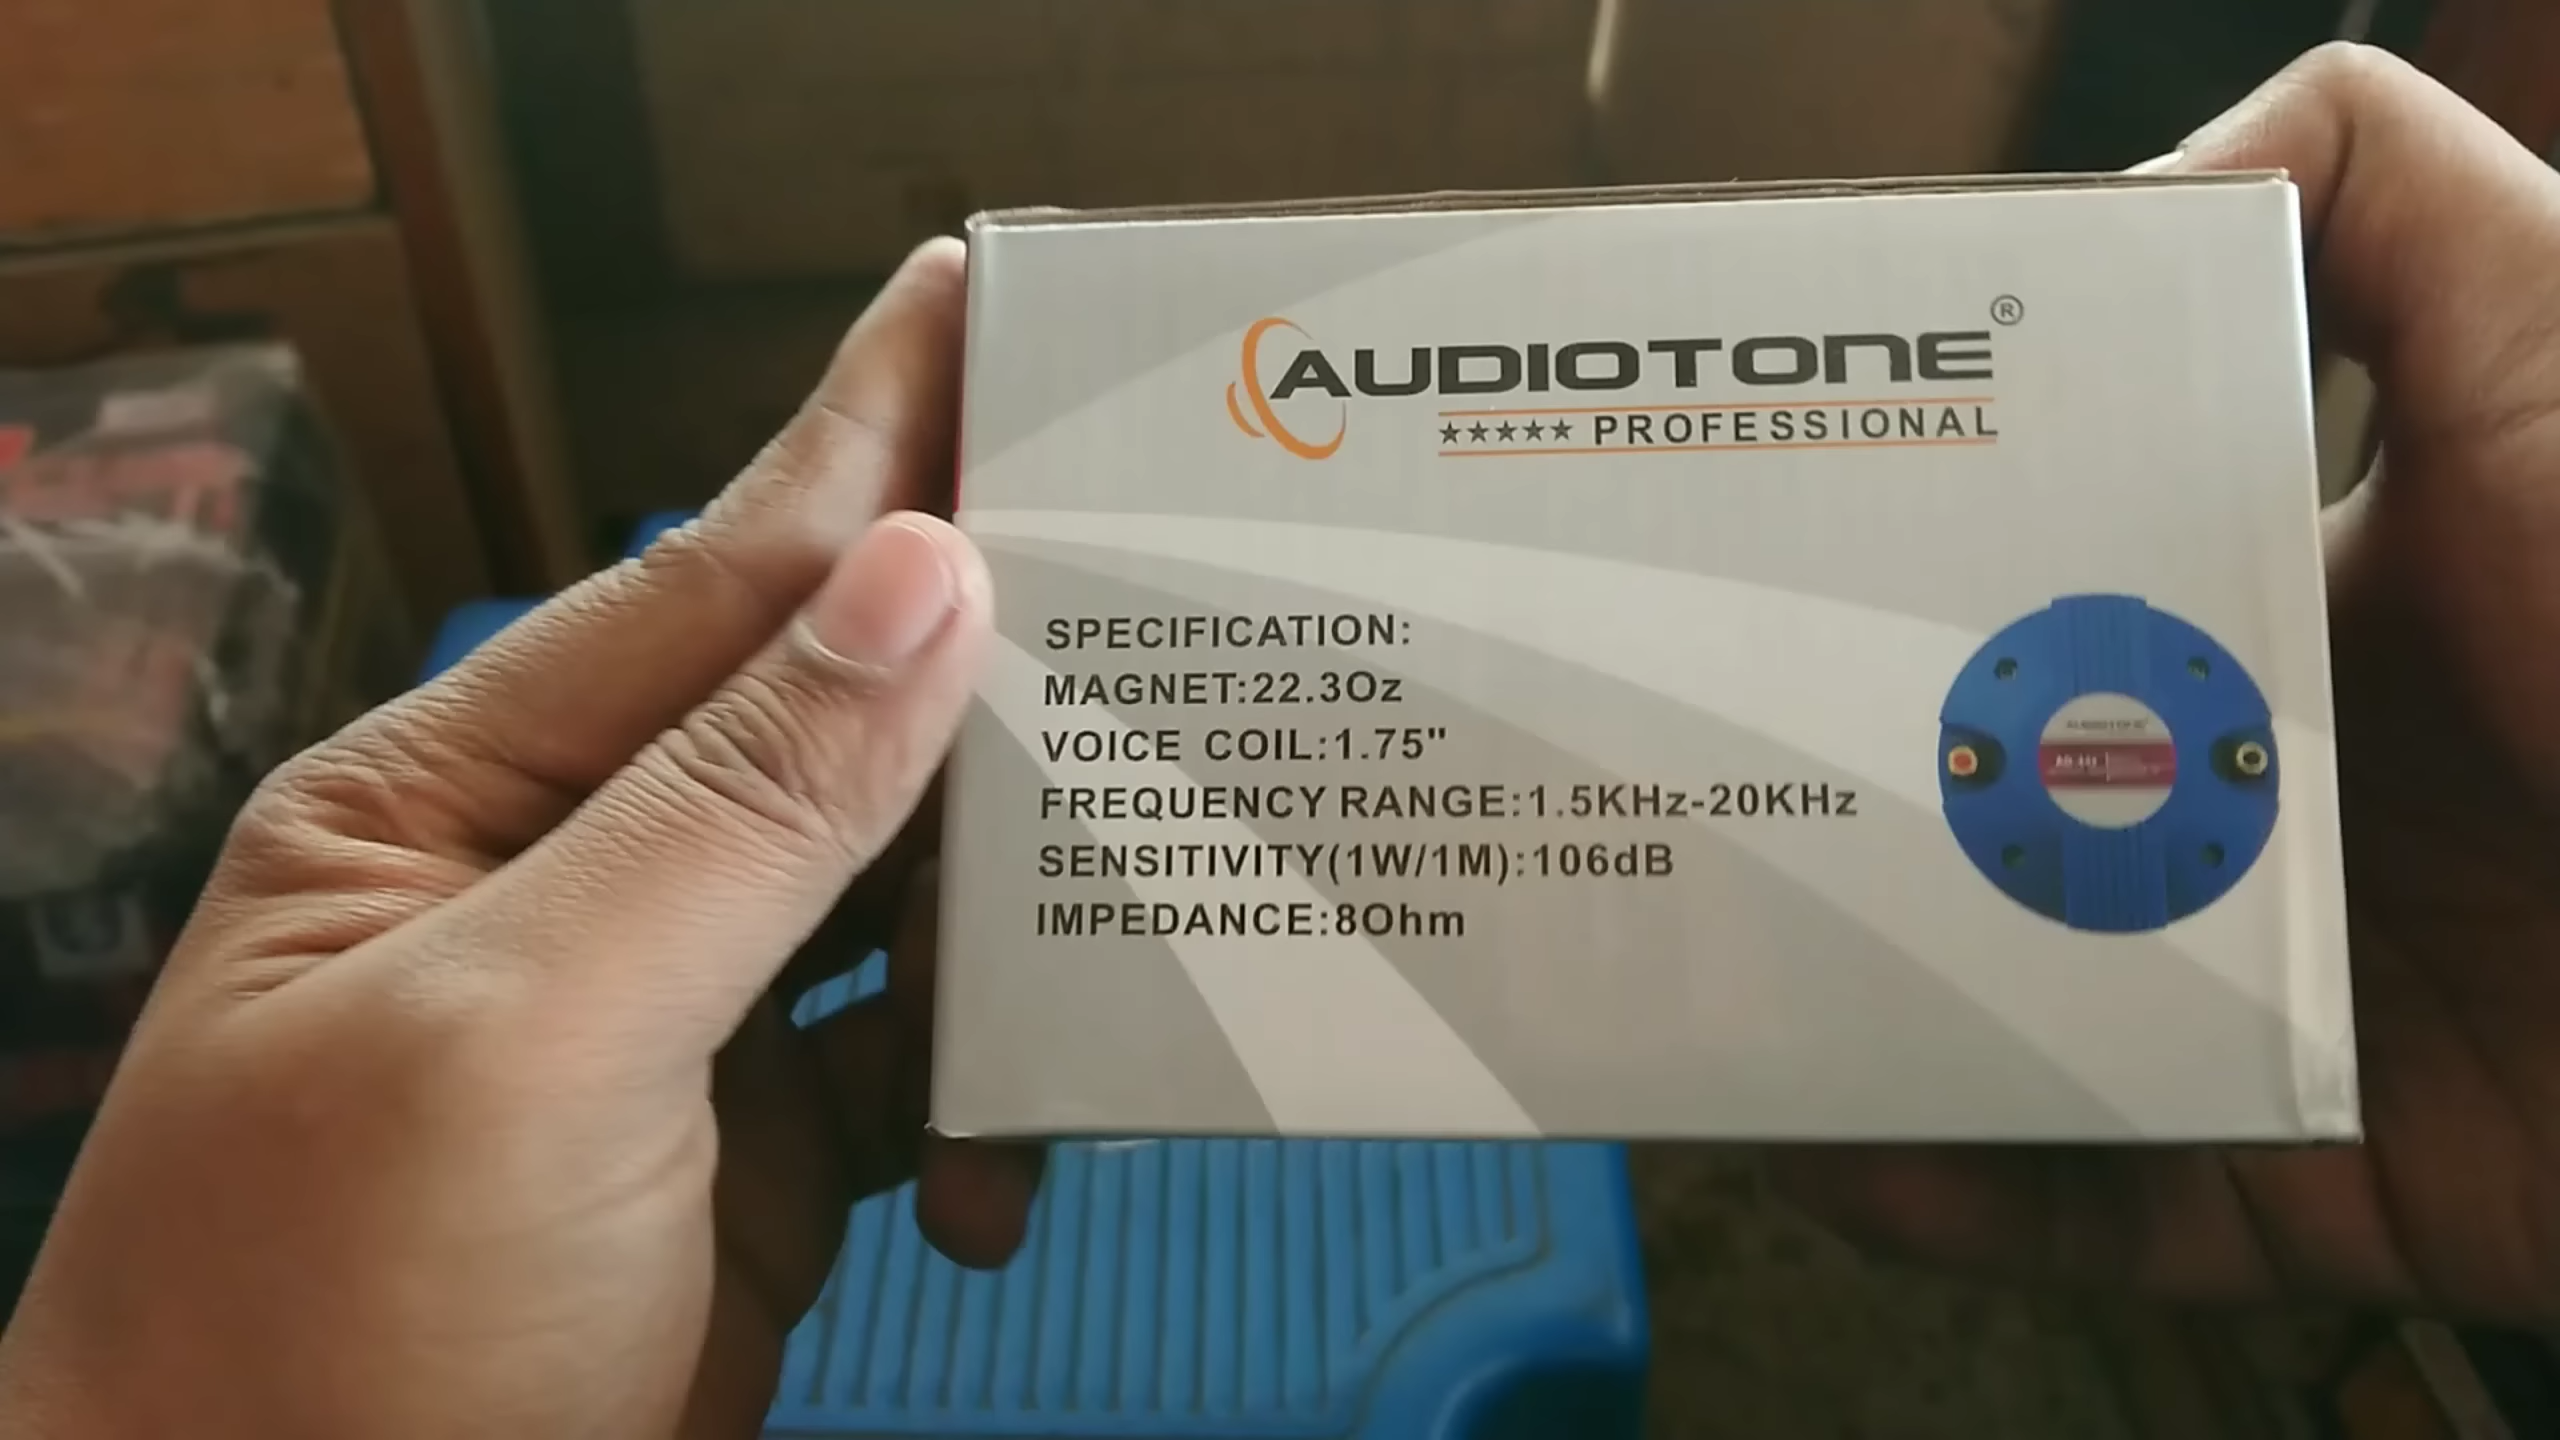 AUDIOTONE®
★★★★★ PROFESSIONAL
SPECIFICATION:
MAGNET:22.3Oz
VOICE COIL:1.75"
FREQUENCY RANGE:1.5KHz-20KHz
SENSITIVITY(1W/1M):106dB
IMPEDANCE:8Ohm
AUDIOTONE